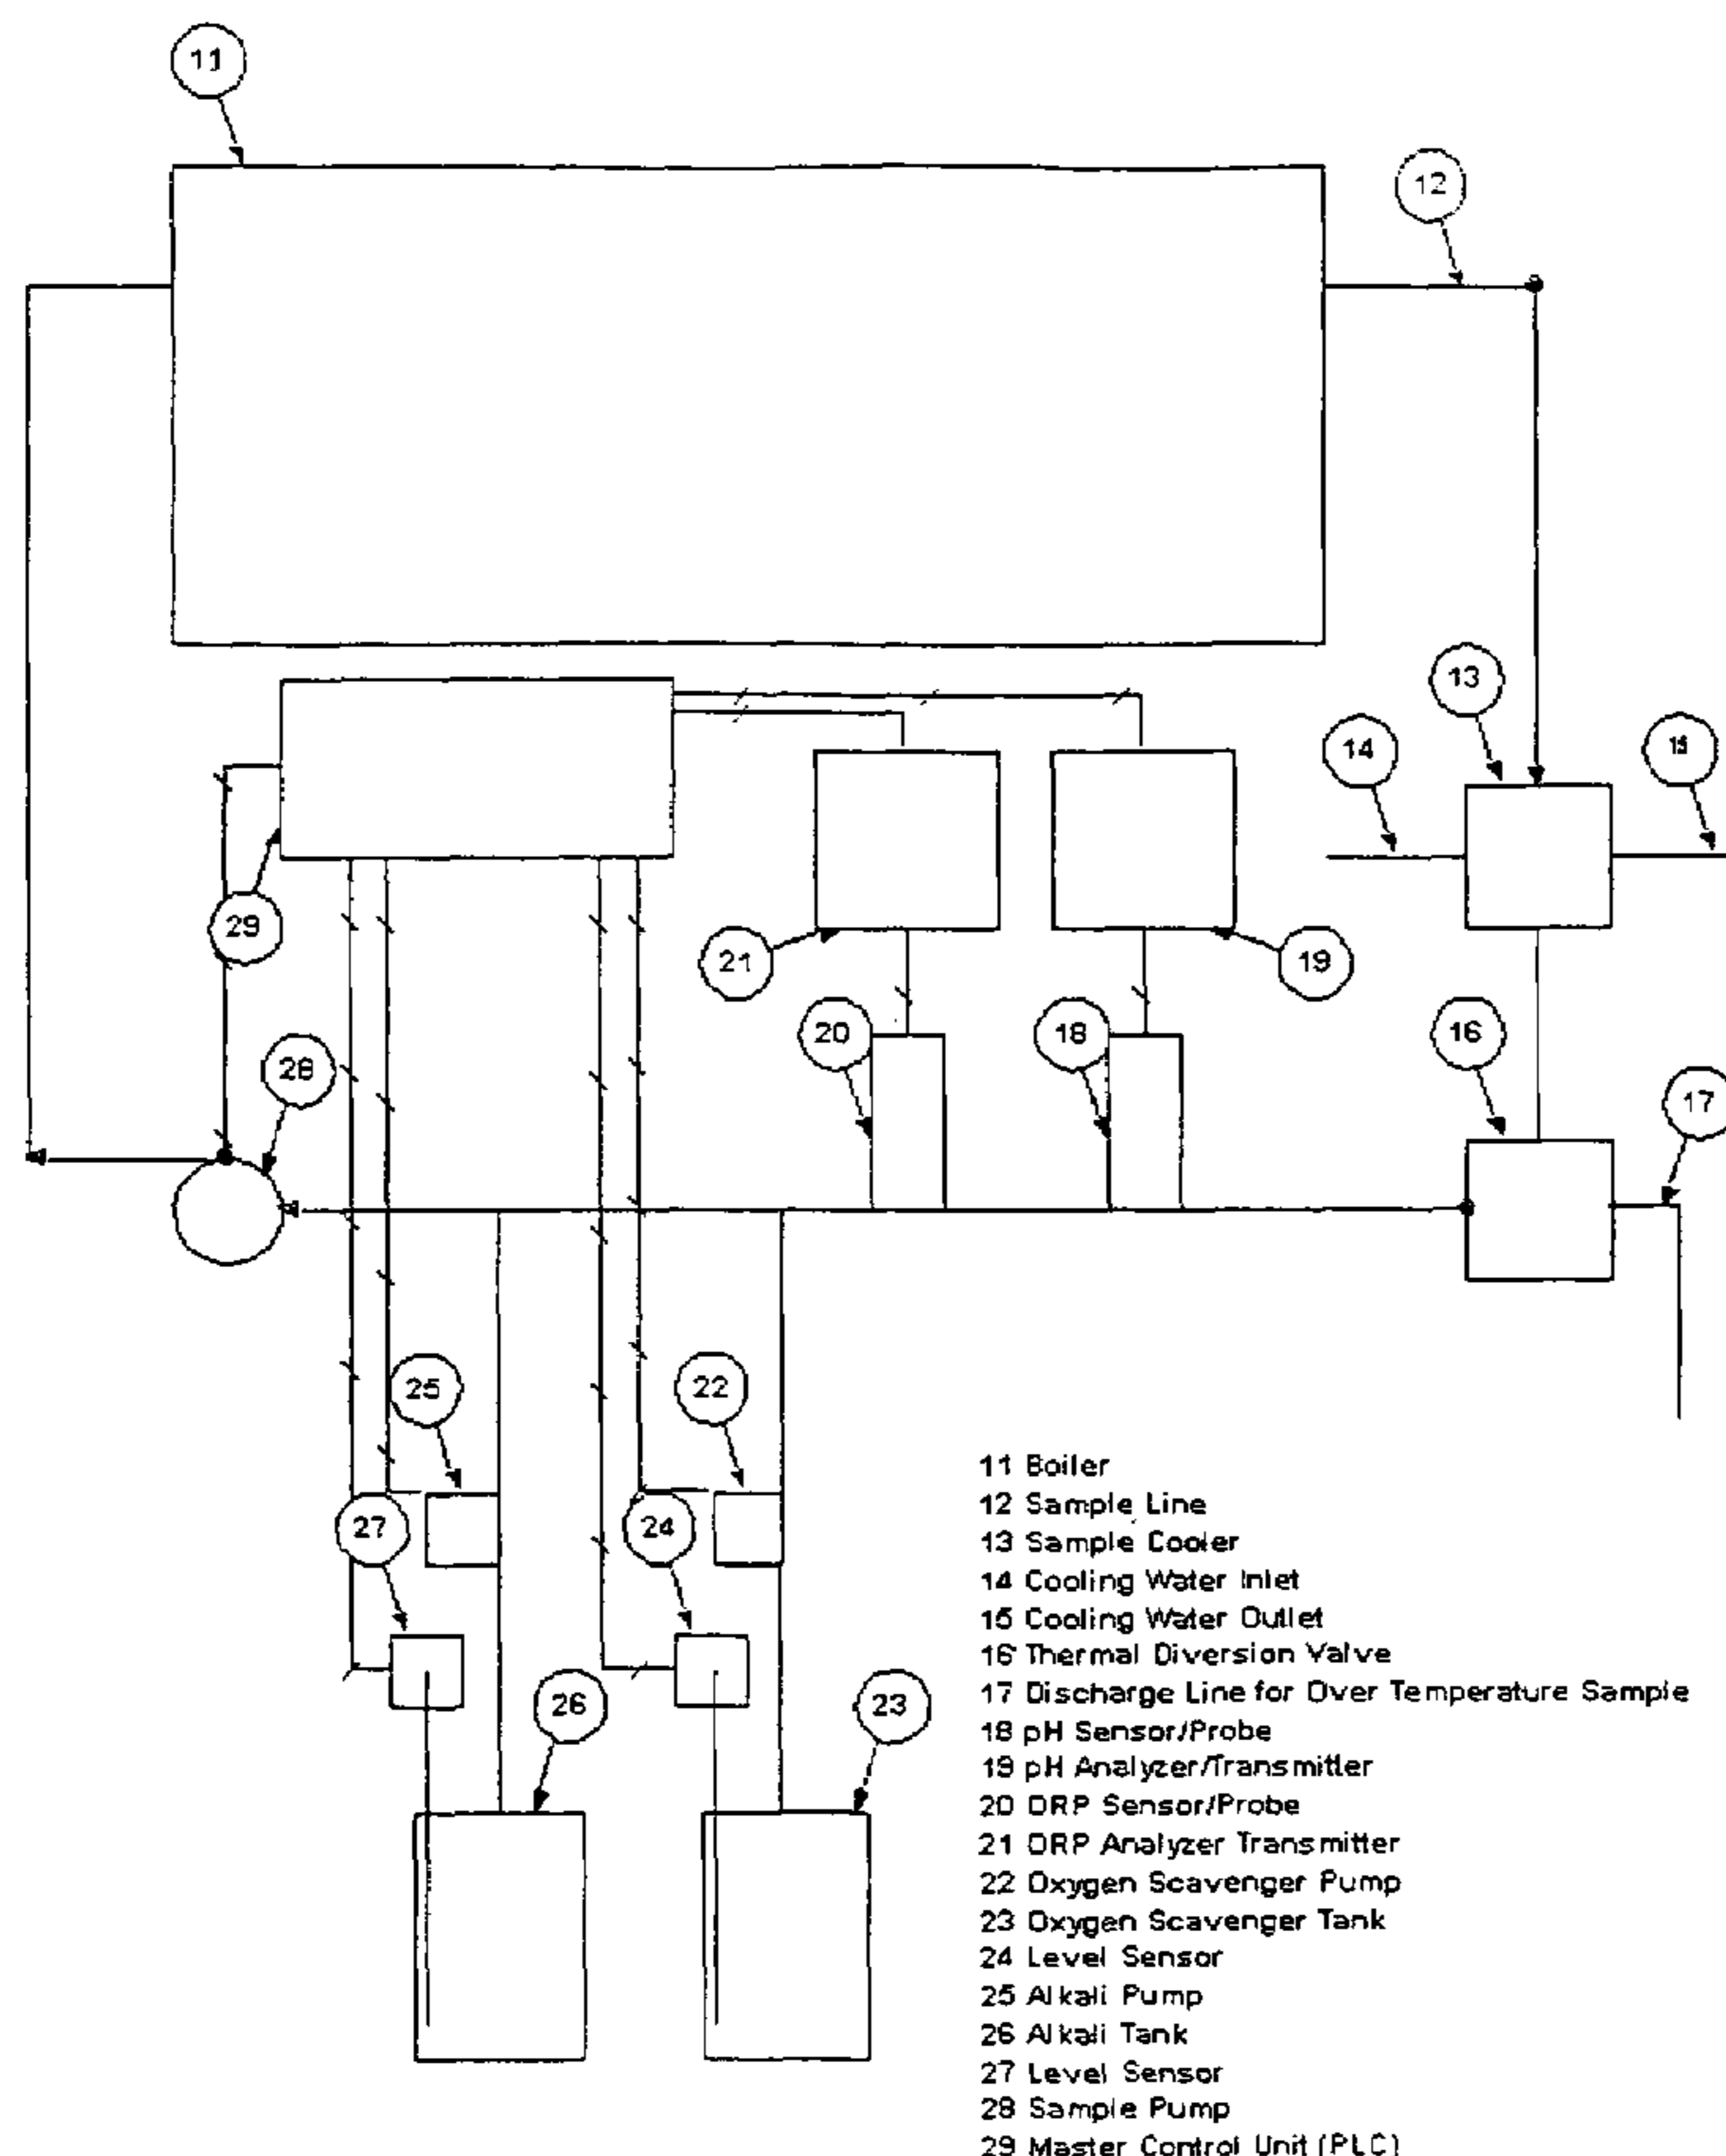 11
12
13
14
15
29
21
19
20
18
16
28
17
25
22
27
24
26
23
11 Boiler
12 Sample Line
13 Sample Cooler
14 Cooling Water Inlet
15 Cooling Water Outlet
16 Thermal Diversion Valve
17 Discharge Line for Over Temperature Sample
18 pH Sensor/Probe
19 pH Analyzer/Transmitter
20 ORP Sensor/Probe
21 ORP Analyzer Transmitter
22 Oxygen Scavenger Pump
23 Oxygen Scavenger Tank
24 Level Sensor
25 Alkali Pump
26 Alkali Tank
27 Level Sensor
28 Sample Pump
29 Master Control Unit (PLC)